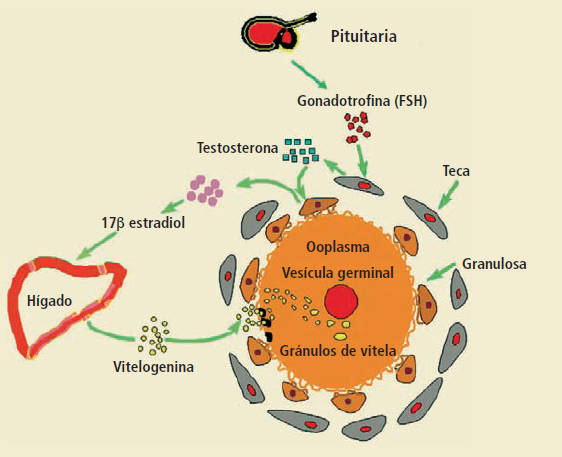 Pituitaria
Gonadotrofina (FSH)
Testosterona
Teca
17β estradiol
Ooplasma
Granulosa
Vesícula germinal
Hígado
Gránulos de vitela
Vitelogenina